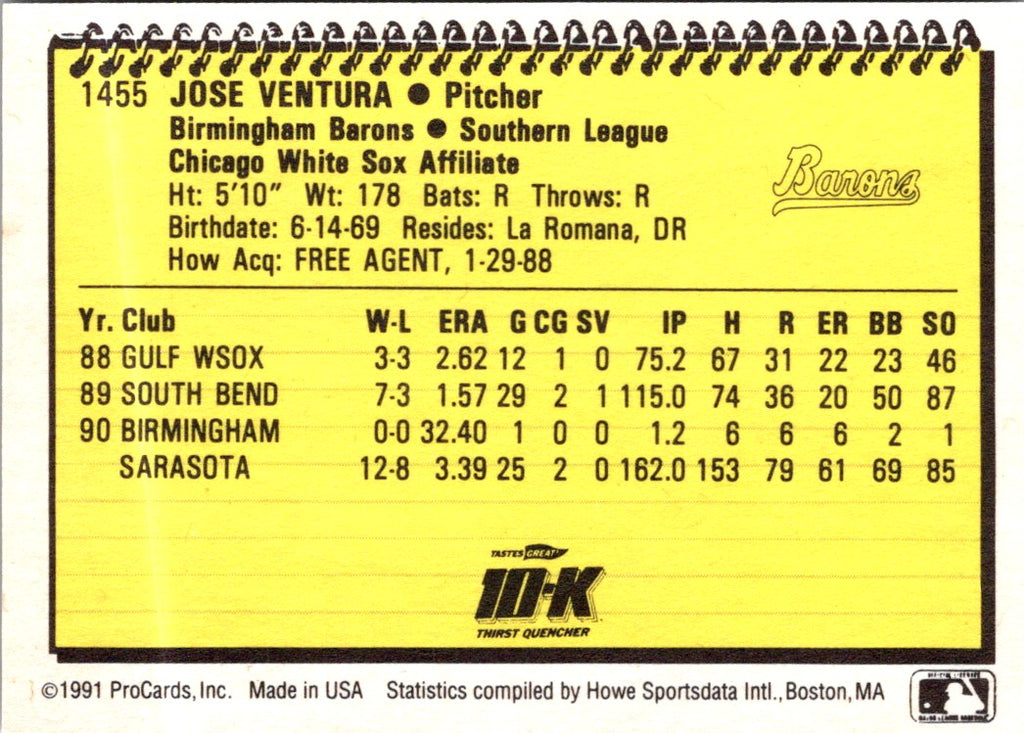 1455 JOSE VENTURA ● Pitcher
Birmingham Barons ● Southern League
Chicago White Sox Affiliate
Ht: 5'10" Wt: 178 Bats: R Throws: R
Birthdate: 6-14-69 Resides: La Romana, DR
How Acq: FREE AGENT, 1-29-88
Barons
Yr. Club W-L ERA G CG SV IP H R ER BB SO
88 GULF WSOX 3-3 2.62 12 1 0 75.2 67 31 22 23 46
89 SOUTH BEND 7-3 1.57 29 2 1 115.0 74 36 20 50 87
90 BIRMINGHAM 0-0 32.40 1 0 0 1.2 6 6 6 2 1
SARASOTA 12-8 3.39 25 2 0 162.0 153 79 61 69 85
TASTES GREAT!
10-K
THIRST QUENCHER
©1991 ProCards, Inc. Made in USA Statistics compiled by Howe Sportsdata Intl., Boston, MA